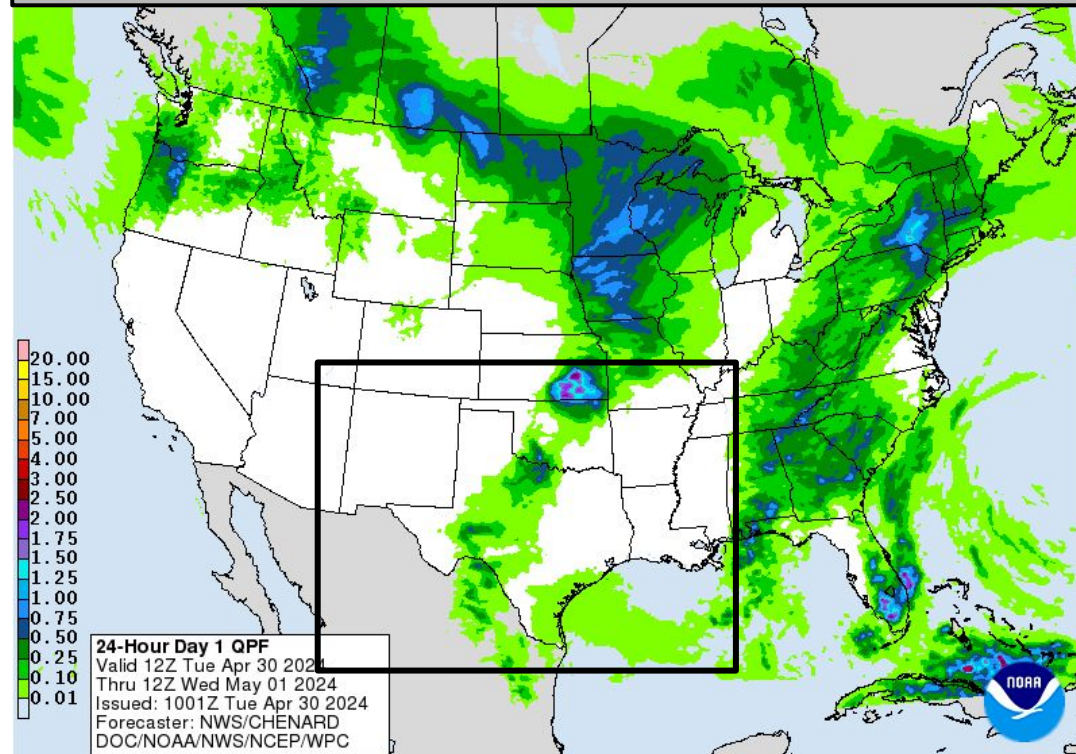 20.00
15.00
10.00
7.00
5.00
4.00
3.00
2.50
2.00
1.75
1.50
1.25
1.00
0.75
0.50
0.25
0.10
0.01
24-Hour Day 1 QPF
Valid 12Z Tue Apr 30 2024
Thru 12Z Wed May 01 2024
Issued: 1001Z Tue Apr 30 2024
Forecaster: NWS/CHENARD
DOC/NOAA/NWS/NCEP/WPC
NOAA